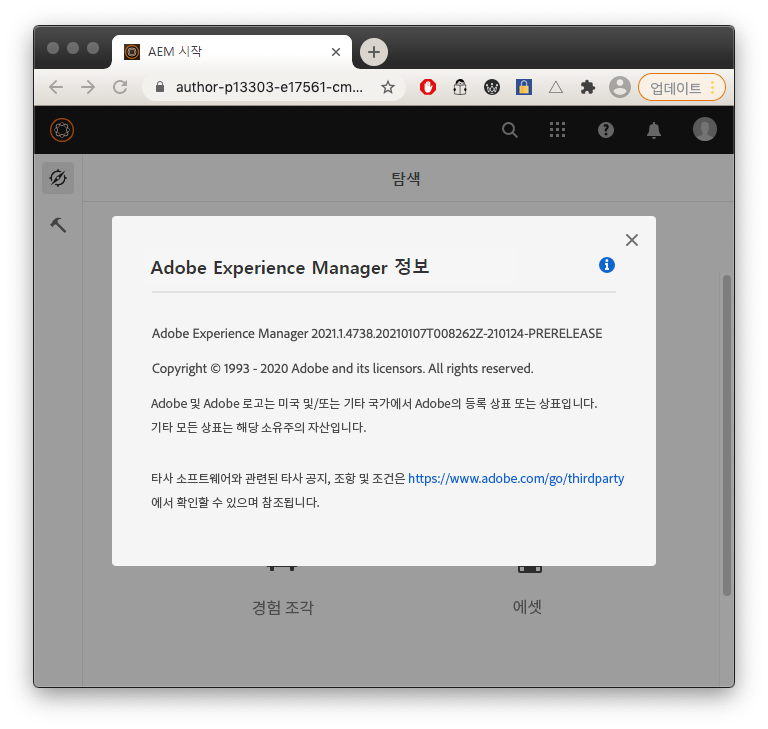 AEM 시작
author-p13303-e17561-cm...
업데이트
탐색
Adobe Experience Manager 정보
Adobe Experience Manager 2021.1.4738.20210107T008262Z-210124-PRERELEASE
Copyright © 1993 - 2020 Adobe and its licensors. All rights reserved.
Adobe 및 Adobe 로고는 미국 및/또는 기타 국가에서 Adobe의 등록 상표 또는 상표입니다.
기타 모든 상표는 해당 소유주의 자산입니다.
타사 소프트웨어와 관련된 타사 공지, 조항 및 조건은 https://www.adobe.com/go/thirdparty
에서 확인할 수 있으며 참조됩니다.
경험 조각
에셋